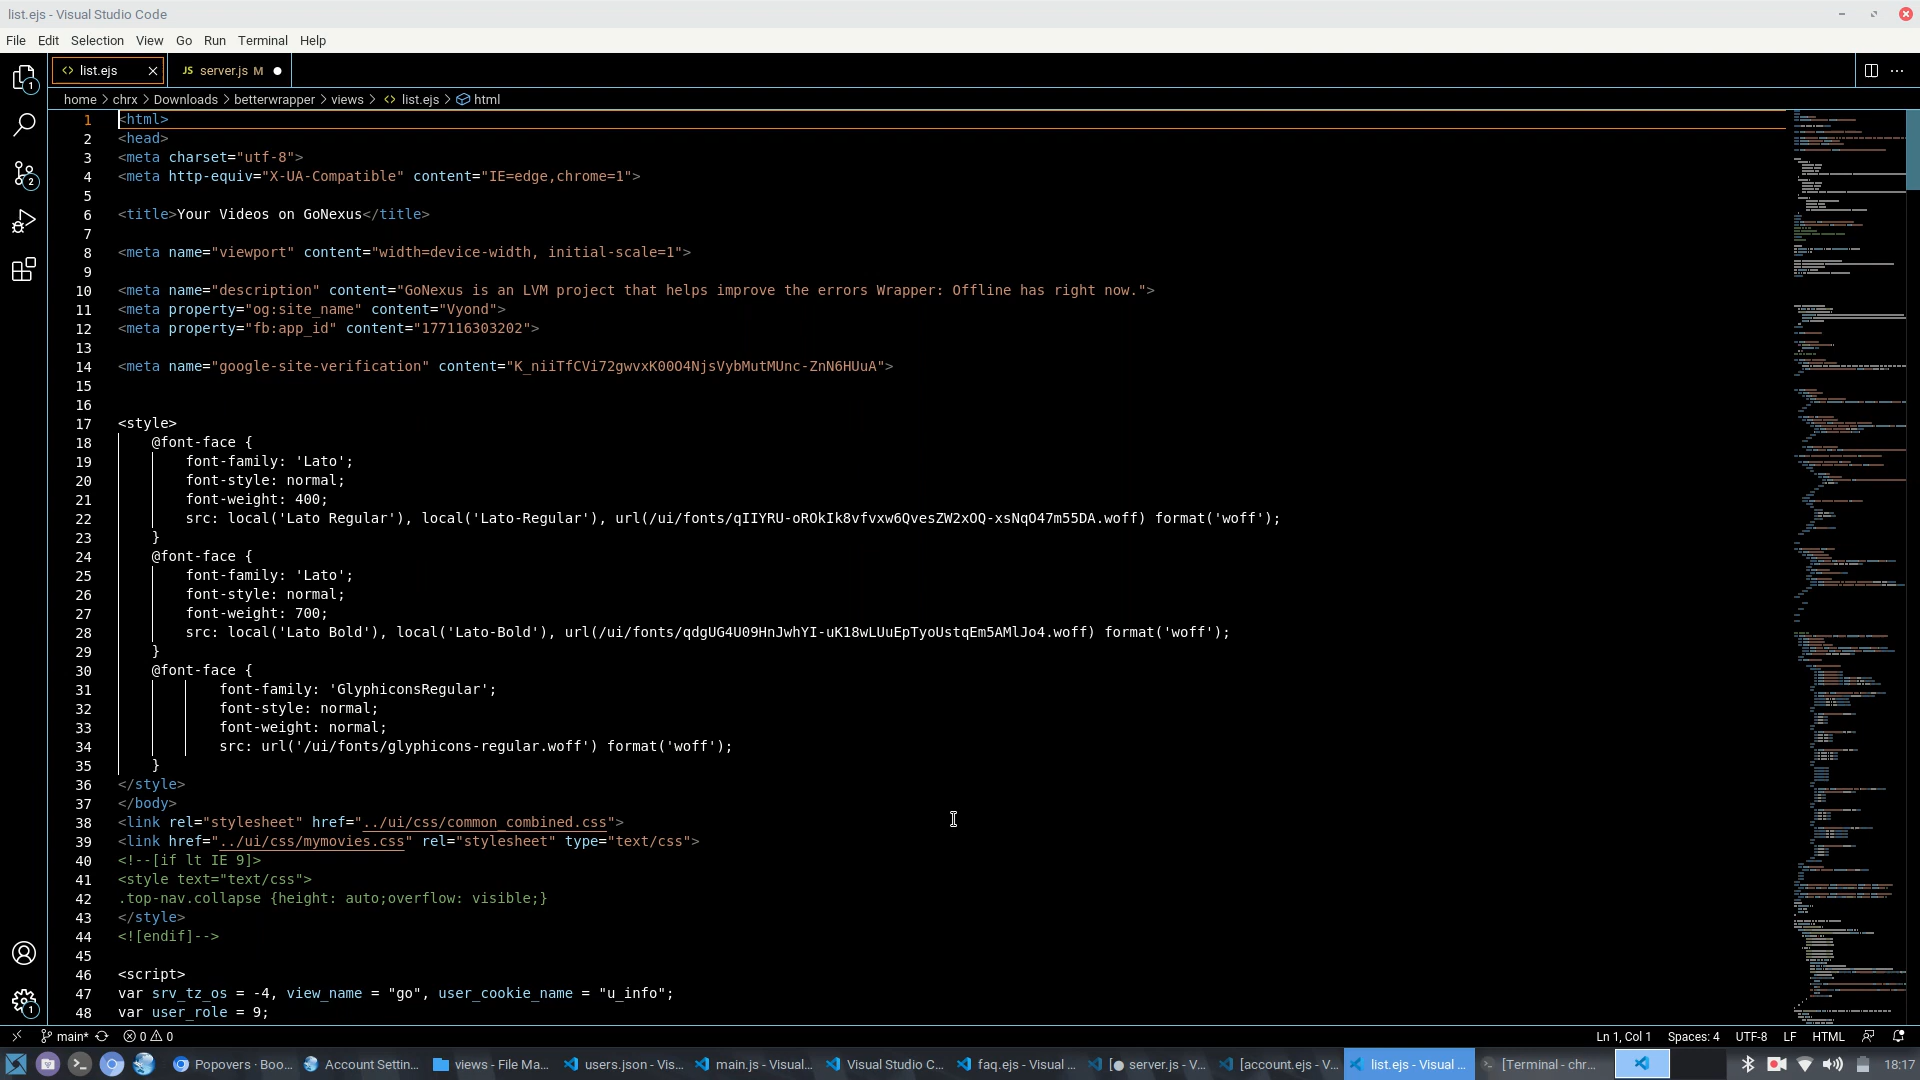 list.ejs - Visual Studio Code
File Edit Selection View Go Run Terminal Help
list.ejs
JS server.js M
home > chrx > Downloads > betterwrapper > views > list.ejs > html
1 <html>
2 <head>
3 <meta charset="utf-8">
4 <meta http-equiv="X-UA-Compatible" content="IE=edge,chrome=1">
5
6 <title>Your Videos on GoNexus</title>
7
8 <meta name="viewport" content="width=device-width, initial-scale=1">
9
10 <meta name="description" content="GoNexus is an LVM project that helps improve the errors Wrapper: Offline has right now.">
11 <meta property="og:site_name" content="Vyond">
12 <meta property="fb:app_id" content="177116303202">
13
14 <meta name="google-site-verification" content="K_niiTfCVi72gwvxK00O4NjsVybMutMUnc-ZnN6HUuA">
15
16
17 <style>
18 @font-face {
19 font-family: 'Lato';
20 font-style: normal;
21 font-weight: 400;
22 src: local('Lato Regular'), local('Lato-Regular'), url(/ui/fonts/qIIYRU-oROkIk8vfvxw6QvesZW2xOQ-xsNqO47m55DA.woff) format('woff');
23 }
24 @font-face {
25 font-family: 'Lato';
26 font-style: normal;
27 font-weight: 700;
28 src: local('Lato Bold'), local('Lato-Bold'), url(/ui/fonts/qdgUG4U09HnJwhYI-uK18wLUuEpTyoUstqEm5AMlJo4.woff) format('woff');
29 }
30 @font-face {
31 font-family: 'GlyphiconsRegular';
32 font-style: normal;
33 font-weight: normal;
34 src: url('/ui/fonts/glyphicons-regular.woff') format('woff');
35 }
36 </style>
37 </body>
38 <link rel="stylesheet" href="../ui/css/common_combined.css">
39 <link href="../ui/css/mymovies.css" rel="stylesheet" type="text/css">
40 <!--[if lt IE 9]>
41 <style text="text/css">
42 .top-nav.collapse {height: auto;overflow: visible;}
43 </style>
44 <![endif]-->
45
46 <script>
47 var srv_tz_os = -4, view_name = "go", user_cookie_name = "u_info";
48 var user_role = 9;
1
2
1
main* 0 0 Ln 1, Col 1 Spaces: 4 UTF-8 LF HTML
Popovers · Boo... Account Settin... views - File Ma... users.json - Vis... main.js - Visual... Visual Studio C... faq.ejs - Visual ... [● server.js - V... [account.ejs - V... list.ejs - Visual ... [Terminal - chr... 18:17